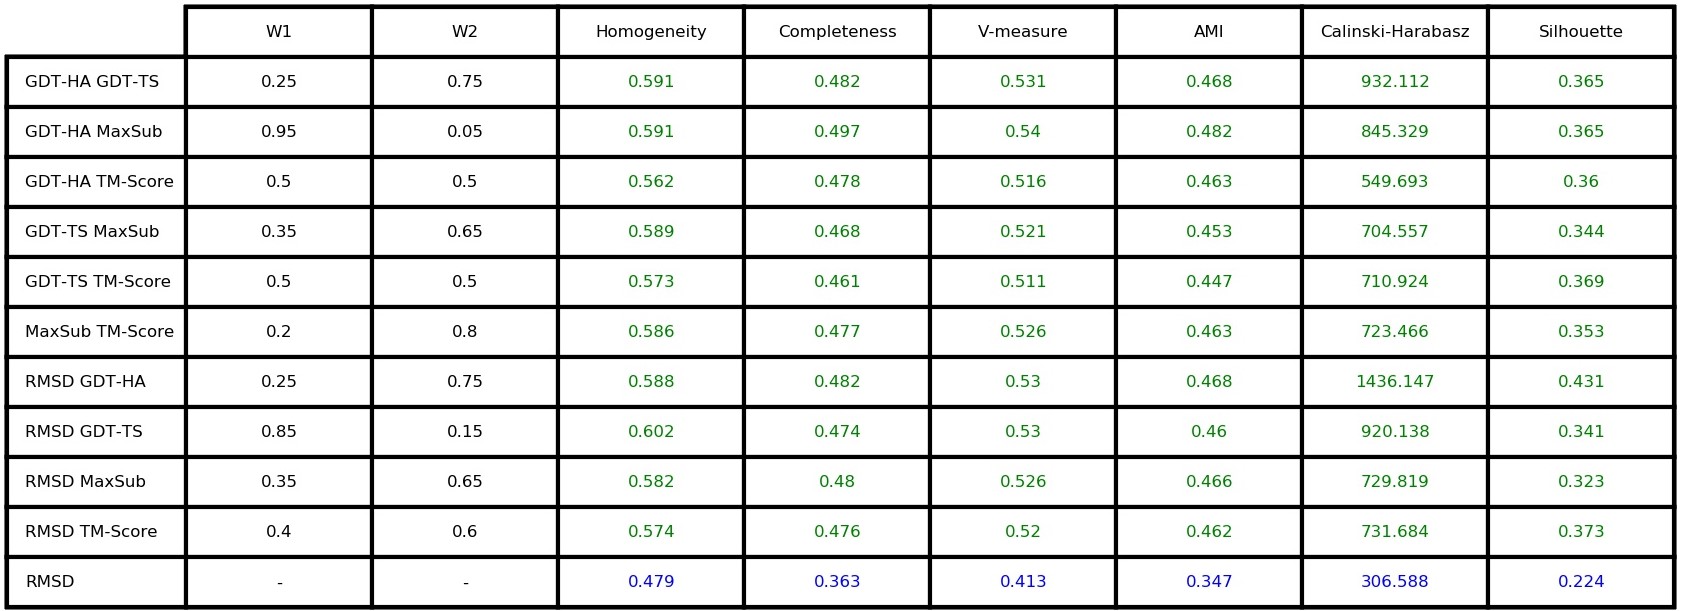 W1 W2 Homogeneity Completeness V-measure AMI Calinski-Harabasz Silhouette
GDT-HA GDT-TS 0.25 0.75 0.591 0.482 0.531 0.468 932.112 0.365
GDT-HA MaxSub 0.95 0.05 0.591 0.497 0.54 0.482 845.329 0.365
GDT-HA TM-Score 0.5 0.5 0.562 0.478 0.516 0.463 549.693 0.36
GDT-TS MaxSub 0.35 0.65 0.589 0.468 0.521 0.453 704.557 0.344
GDT-TS TM-Score 0.5 0.5 0.573 0.461 0.511 0.447 710.924 0.369
MaxSub TM-Score 0.2 0.8 0.586 0.477 0.526 0.463 723.466 0.353
RMSD GDT-HA 0.25 0.75 0.588 0.482 0.53 0.468 1436.147 0.431
RMSD GDT-TS 0.85 0.15 0.602 0.474 0.53 0.46 920.138 0.341
RMSD MaxSub 0.35 0.65 0.582 0.48 0.526 0.466 729.819 0.323
RMSD TM-Score 0.4 0.6 0.574 0.476 0.52 0.462 731.684 0.373
RMSD - - 0.479 0.363 0.413 0.347 306.588 0.224